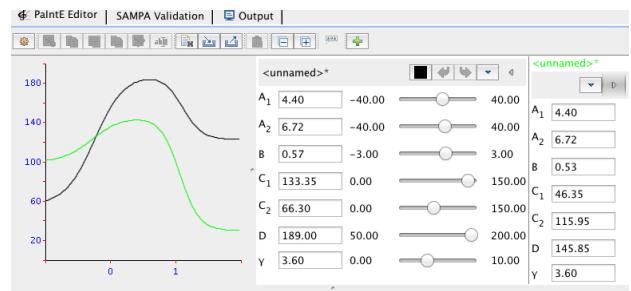 PaIntE Editor SAMPA Validation Output
<unnamed>* <unnamed>*
180 140 100 60 20
0 1
A1 4.40 -40.00 40.00 A1 4.40
A2 6.72 -40.00 40.00 A2 6.72
B 0.57 -3.00 3.00 B 0.53
C1 133.35 0.00 150.00 C1 46.35
C2 66.30 0.00 150.00 C2 115.95
D 189.00 50.00 200.00 D 145.85
γ 3.60 0.00 10.00 γ 3.60